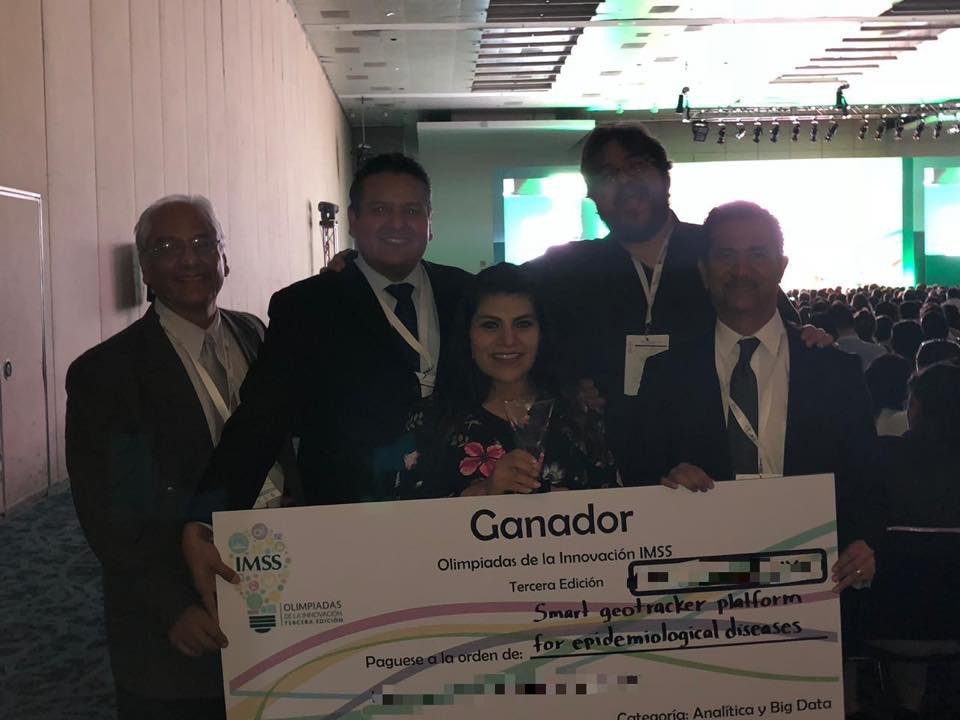 Ganador
Olimpiadas de la Innovación IMSS
Tercera Edición
IMSS
OLIMPIADAS
DE LA INNOVACIÓN
TERCERA EDICIÓN
Smart geotracker platform
Paguese a la orden de: for epidemiological diseases
Categoría: Analítica y Big Data